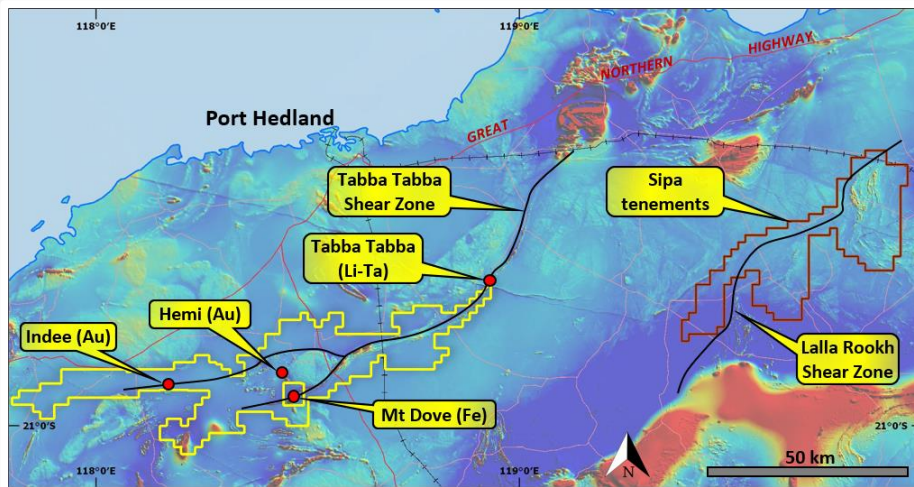 118°0'E
119°0'E
HIGHWAY
NORTHERN
GREAT
Port Hedland
Tabba Tabba
Shear Zone
Sipa
tenements
Tabba Tabba
(Li-Ta)
Hemi (Au)
Indee (Au)
Lalla Rookh
Shear Zone
Mt Dove (Fe)
21°0'S
21°0'S
118°0'E
119°0'E
N
50 km